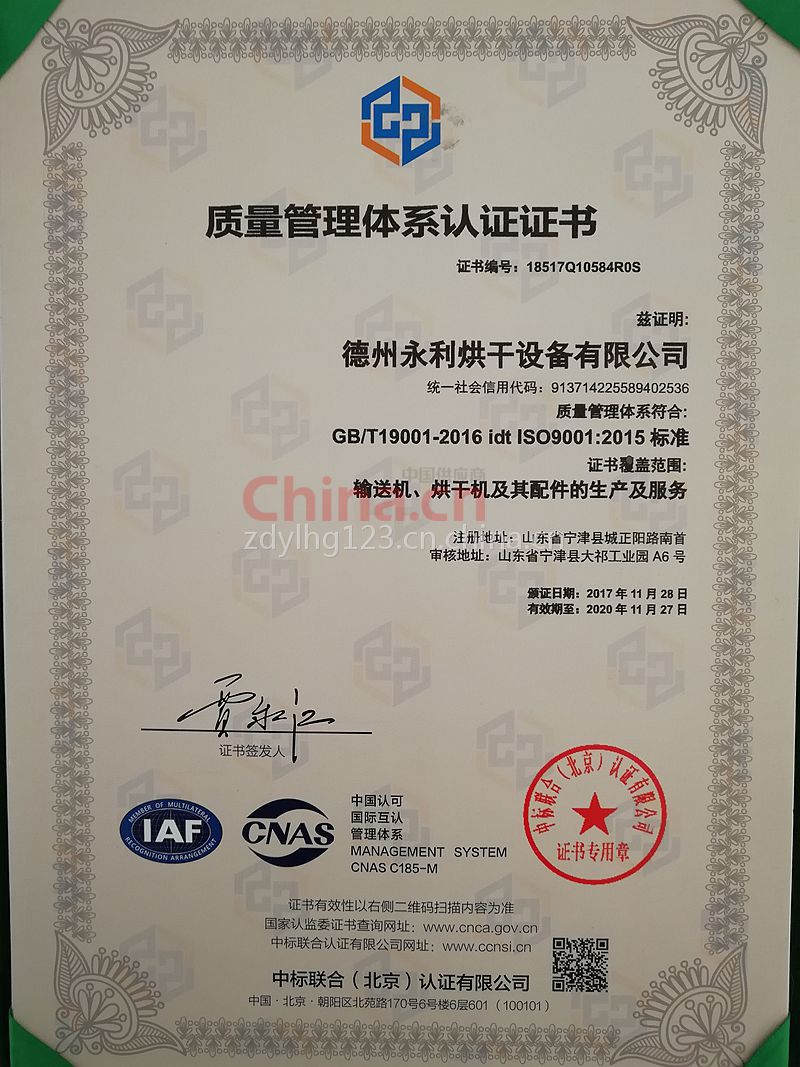 质量管理体系认证证书
证书编号：18517Q10584R0S
兹证明:
德州永利烘干设备有限公司
统一社会信用代码：913714225589402536
质量管理体系符合:
GB/T19001-2016 idt ISO9001:2015 标准
证书覆盖范围:
中国供应商
China.cn
输送机、烘干机及其配件的生产及服务
zdylhg123.cn.china.cn
注册地址：山东省宁津县城正阳路南首
审核地址：山东省宁津县大祁工业园 A6 号
颁证日期：2017 年 11 月 28 日
有效期至：2020 年 11 月 27 日
证书签发人
MEMBER OF MULTILATERAL
IAF
RECOGNITION ARRANGEMENT
CNAS
中国认可
国际互认
管理体系
MANAGEMENT SYSTEM
CNAS C185-M
中标联合（北京）认证有限公司
证书专用章
证书有效性以右侧二维码扫描内容为准
国家认监委证书查询网址：www.cnca.gov.cn
中标联合认证有限公司网址：www.ccnsi.cn
中标联合（北京）认证有限公司
中国·北京·朝阳区北苑路170号6号楼6层601（100101）